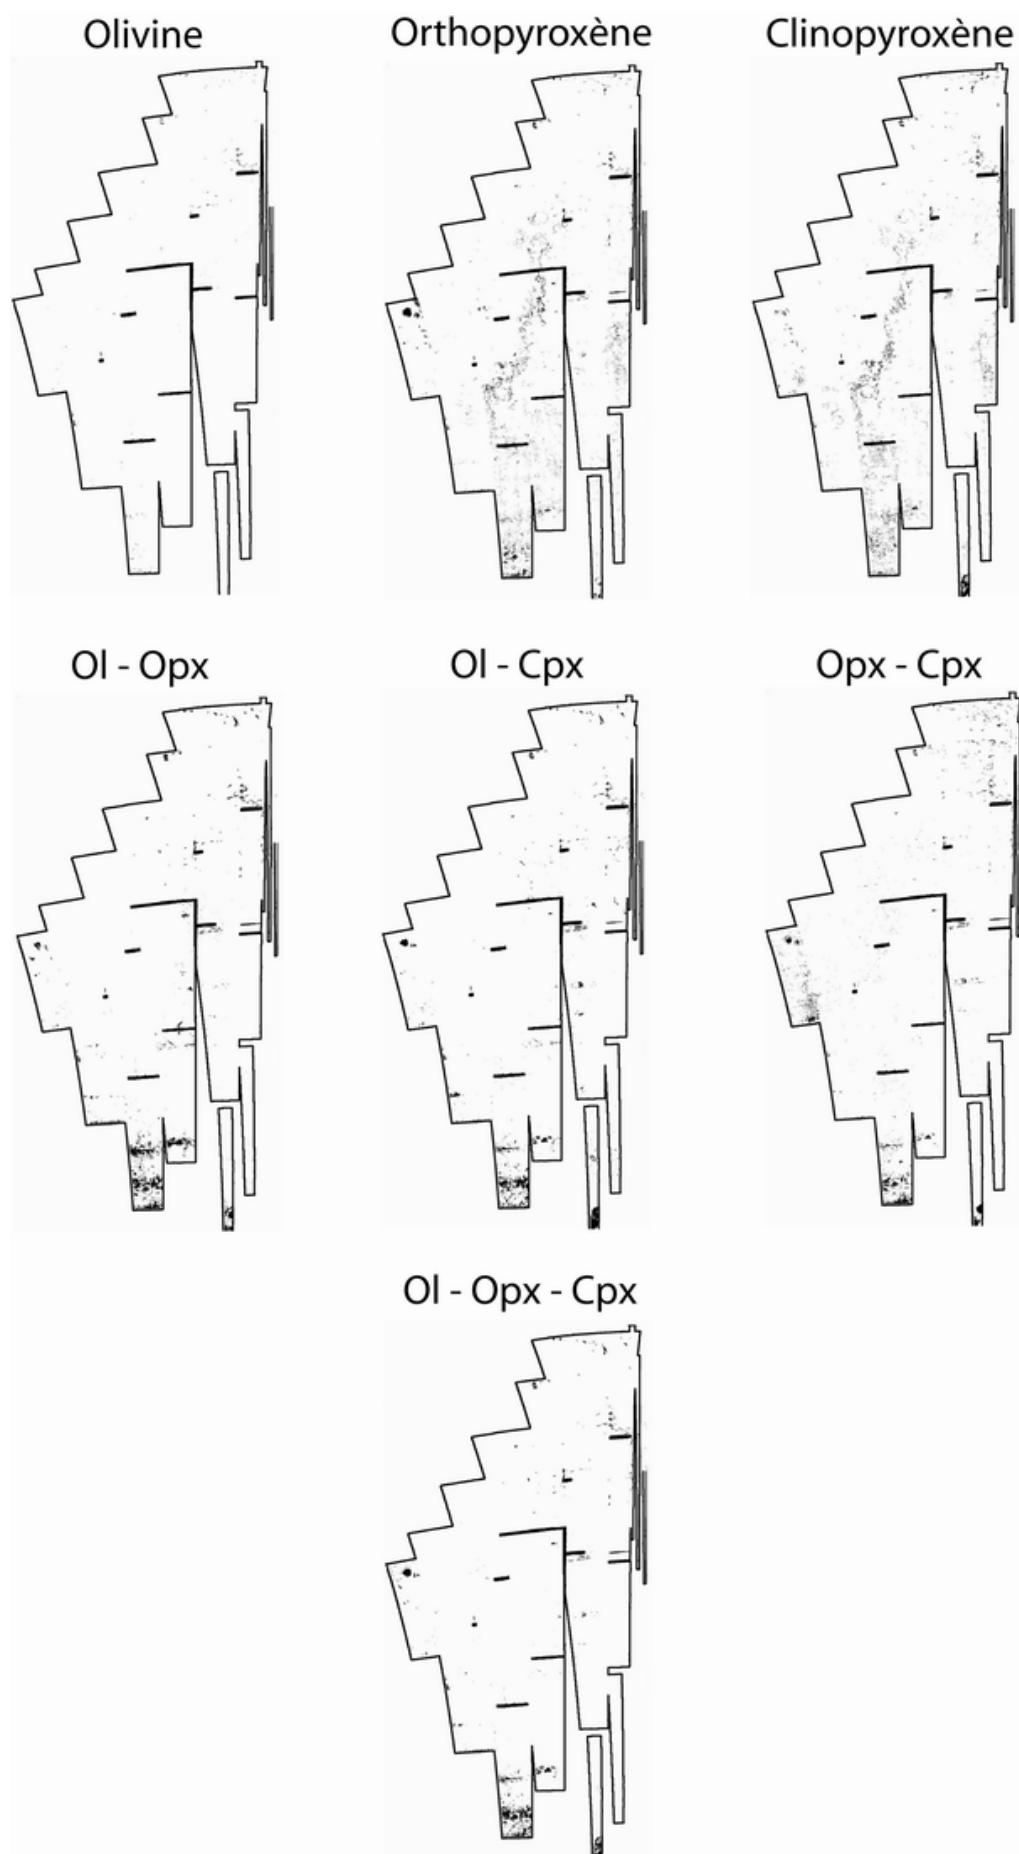 Olivine
Orthopyroxène
Clinopyroxène
Ol - Opx
Ol - Cpx
Opx - Cpx
Ol - Opx - Cpx